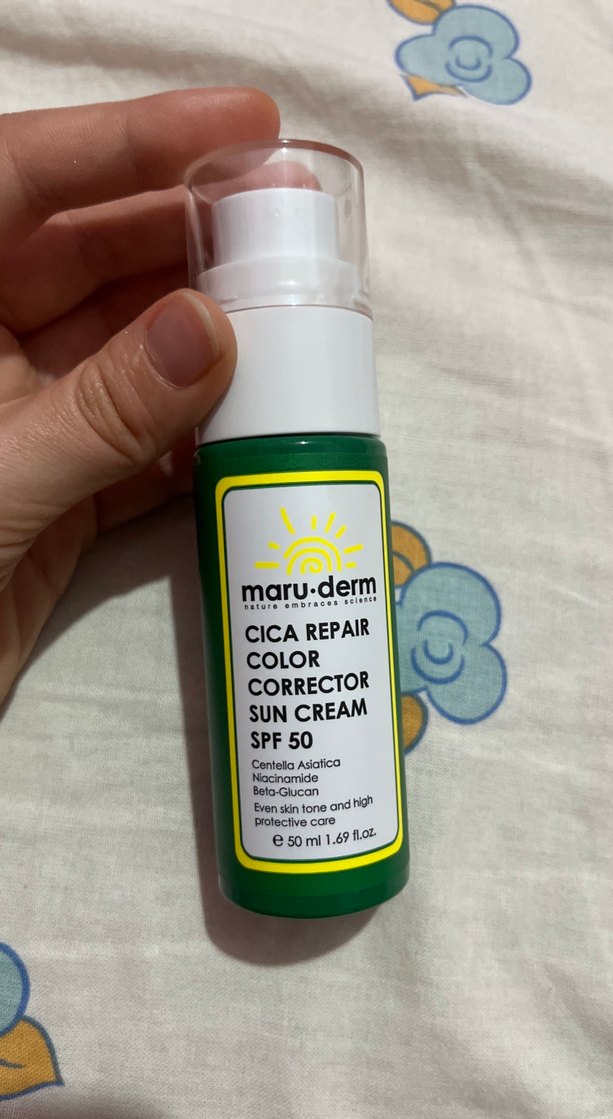 maru·derm
nature embraces science
CICA REPAIR
COLOR
CORRECTOR
SUN CREAM
SPF 50
Centella Asiatica
Niacinamide
Beta-Glucan
Even skin tone and high
protective care
℮ 50 ml 1.69 fl.oz.